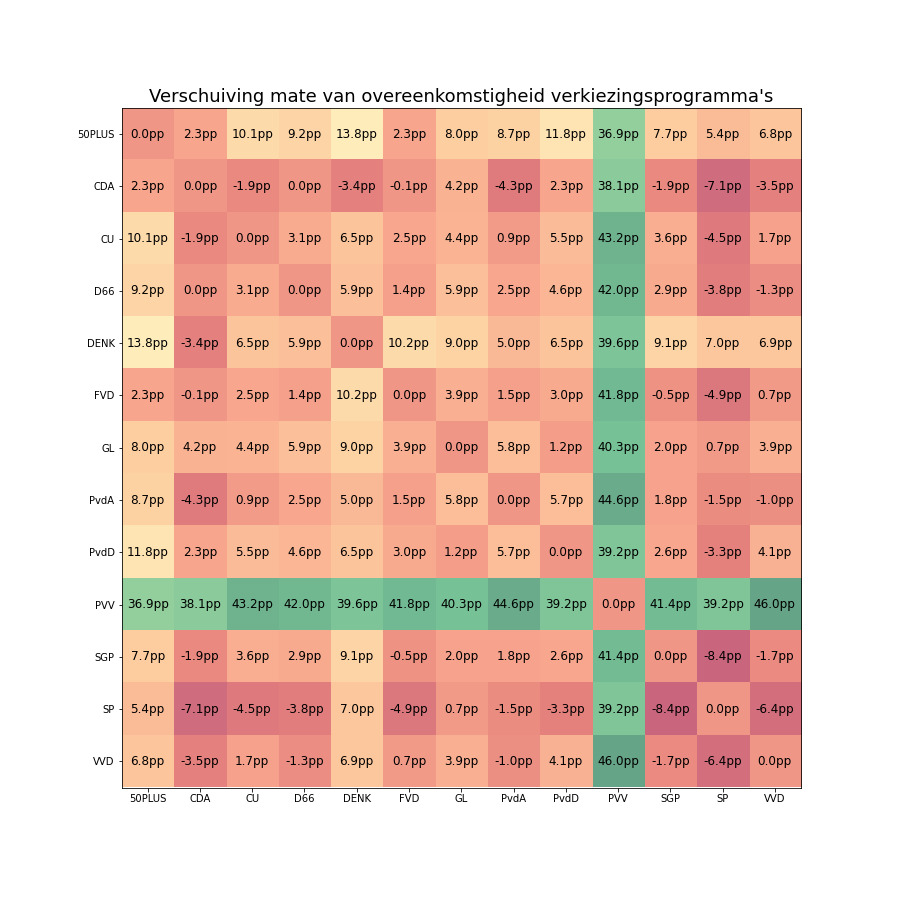 Verschuiving mate van overeenkomstigheid verkiezingsprogramma's
50PLUS 0.0pp 2.3pp 10.1pp 9.2pp 13.8pp 2.3pp 8.0pp 8.7pp 11.8pp 36.9pp 7.7pp 5.4pp 6.8pp
CDA 2.3pp 0.0pp -1.9pp 0.0pp -3.4pp -0.1pp 4.2pp -4.3pp 2.3pp 38.1pp -1.9pp -7.1pp -3.5pp
CU 10.1pp -1.9pp 0.0pp 3.1pp 6.5pp 2.5pp 4.4pp 0.9pp 5.5pp 43.2pp 3.6pp -4.5pp 1.7pp
D66 9.2pp 0.0pp 3.1pp 0.0pp 5.9pp 1.4pp 5.9pp 2.5pp 4.6pp 42.0pp 2.9pp -3.8pp -1.3pp
DENK 13.8pp -3.4pp 6.5pp 5.9pp 0.0pp 10.2pp 9.0pp 5.0pp 6.5pp 39.6pp 9.1pp 7.0pp 6.9pp
FVD 2.3pp -0.1pp 2.5pp 1.4pp 10.2pp 0.0pp 3.9pp 1.5pp 3.0pp 41.8pp -0.5pp -4.9pp 0.7pp
GL 8.0pp 4.2pp 4.4pp 5.9pp 9.0pp 3.9pp 0.0pp 5.8pp 1.2pp 40.3pp 2.0pp 0.7pp 3.9pp
PvdA 8.7pp -4.3pp 0.9pp 2.5pp 5.0pp 1.5pp 5.8pp 0.0pp 5.7pp 44.6pp 1.8pp -1.5pp -1.0pp
PvdD 11.8pp 2.3pp 5.5pp 4.6pp 6.5pp 3.0pp 1.2pp 5.7pp 0.0pp 39.2pp 2.6pp -3.3pp 4.1pp
PVV 36.9pp 38.1pp 43.2pp 42.0pp 39.6pp 41.8pp 40.3pp 44.6pp 39.2pp 0.0pp 41.4pp 39.2pp 46.0pp
SGP 7.7pp -1.9pp 3.6pp 2.9pp 9.1pp -0.5pp 2.0pp 1.8pp 2.6pp 41.4pp 0.0pp -8.4pp -1.7pp
SP 5.4pp -7.1pp -4.5pp -3.8pp 7.0pp -4.9pp 0.7pp -1.5pp -3.3pp 39.2pp -8.4pp 0.0pp -6.4pp
VVD 6.8pp -3.5pp 1.7pp -1.3pp 6.9pp 0.7pp 3.9pp -1.0pp 4.1pp 46.0pp -1.7pp -6.4pp 0.0pp
50PLUS CDA CU D66 DENK FVD GL PvdA PvdD PVV SGP SP VVD